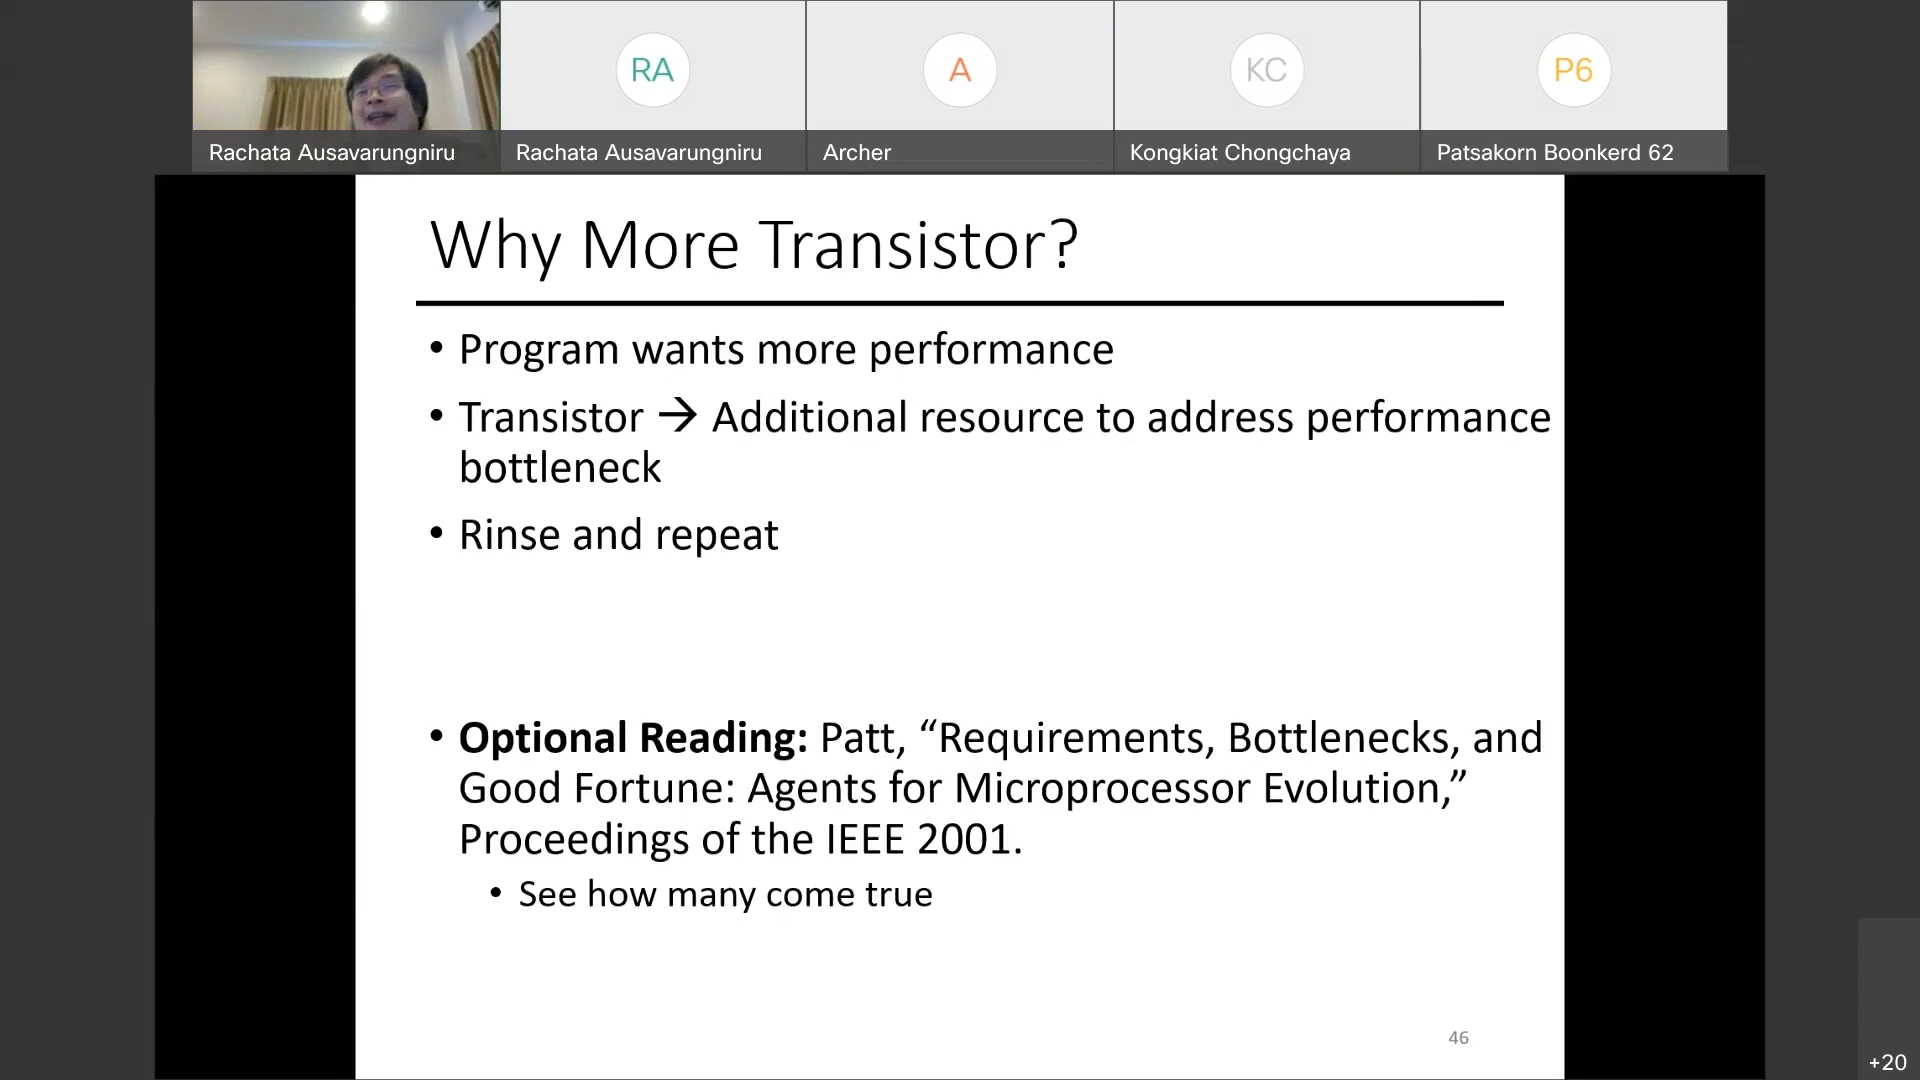 RA
A
KC
P6
Rachata Ausavarungniru
Rachata Ausavarungniru
Archer
Kongkiat Chongchaya
Patsakorn Boonkerd 62
Why More Transistor?
• Program wants more performance
• Transistor → Additional resource to address performance
bottleneck
• Rinse and repeat
• Optional Reading: Patt, “Requirements, Bottlenecks, and
Good Fortune: Agents for Microprocessor Evolution,”
Proceedings of the IEEE 2001.
• See how many come true
46
+20